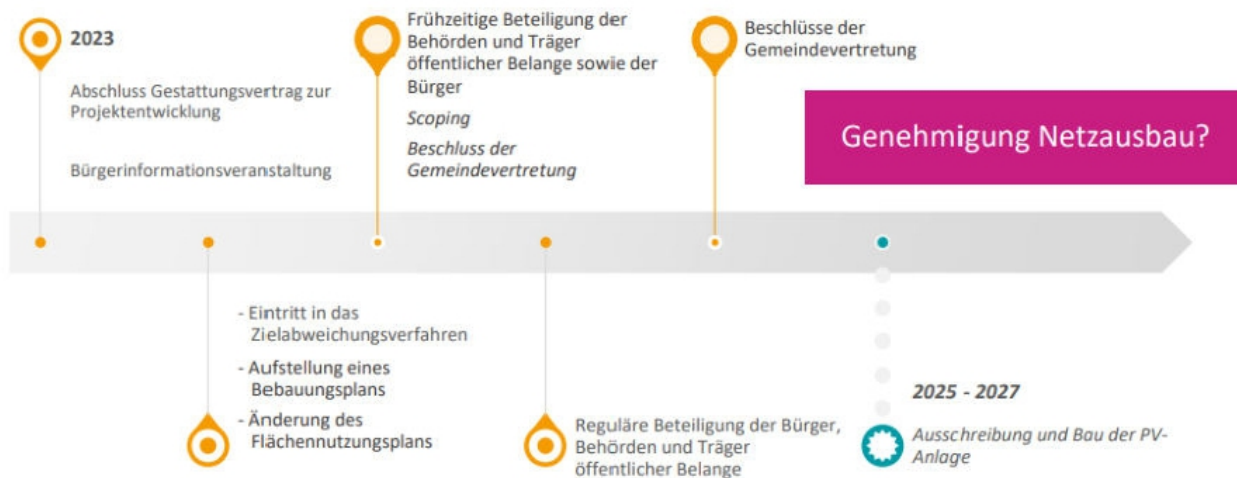 2023
Abschluss Gestattungsvertrag zur
Projektentwicklung
Bürgerinformationsveranstaltung
- Eintritt in das
Zielabweichungsverfahren
- Aufstellung eines
Bebauungsplans
- Änderung des
Flächennutzungsplans
Frühzeitige Beteiligung der
Behörden und Träger
öffentlicher Belange sowie der
Bürger
Scoping
Beschluss der
Gemeindevertretung
Reguläre Beteiligung der Bürger,
Behörden und Träger
öffentlicher Belange
Beschlüsse der
Gemeindevertretung
Genehmigung Netzausbau?
2025 - 2027
Ausschreibung und Bau der PV-
Anlage